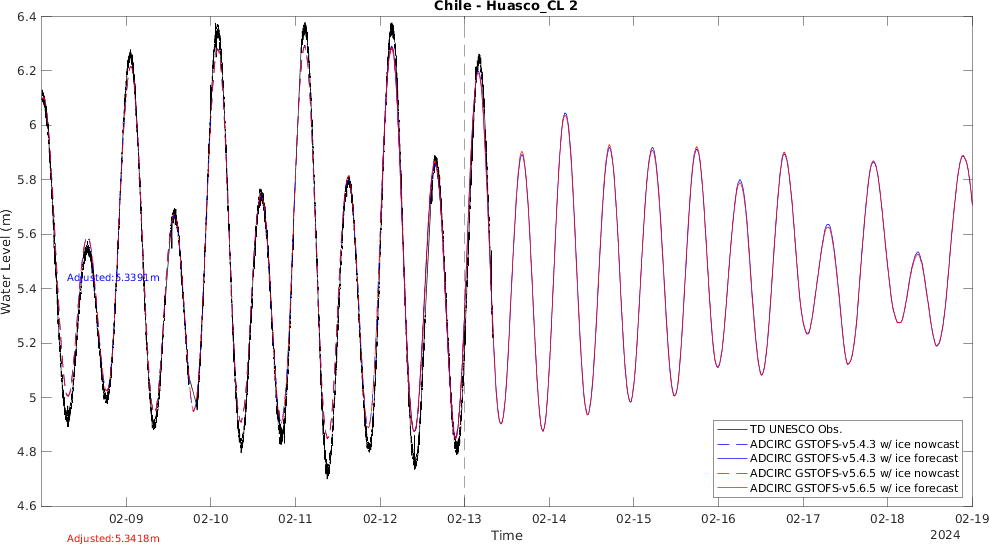 Chile - Huasco_CL 2
Water Level (m)
6.4
6.2
6
5.8
5.6
5.4
5.2
5
4.8
4.6
Adjusted:5.3391m
TD UNESCO Obs.
ADCIRC GSTOFS-v5.4.3 w/ ice nowcast
ADCIRC GSTOFS-v5.4.3 w/ ice forecast
ADCIRC GSTOFS-v5.6.5 w/ ice nowcast
ADCIRC GSTOFS-v5.6.5 w/ ice forecast
02-09 02-10 02-11 02-12 02-13 02-14 02-15 02-16 02-17 02-18 02-19
Time
2024
Adjusted:5.3418m